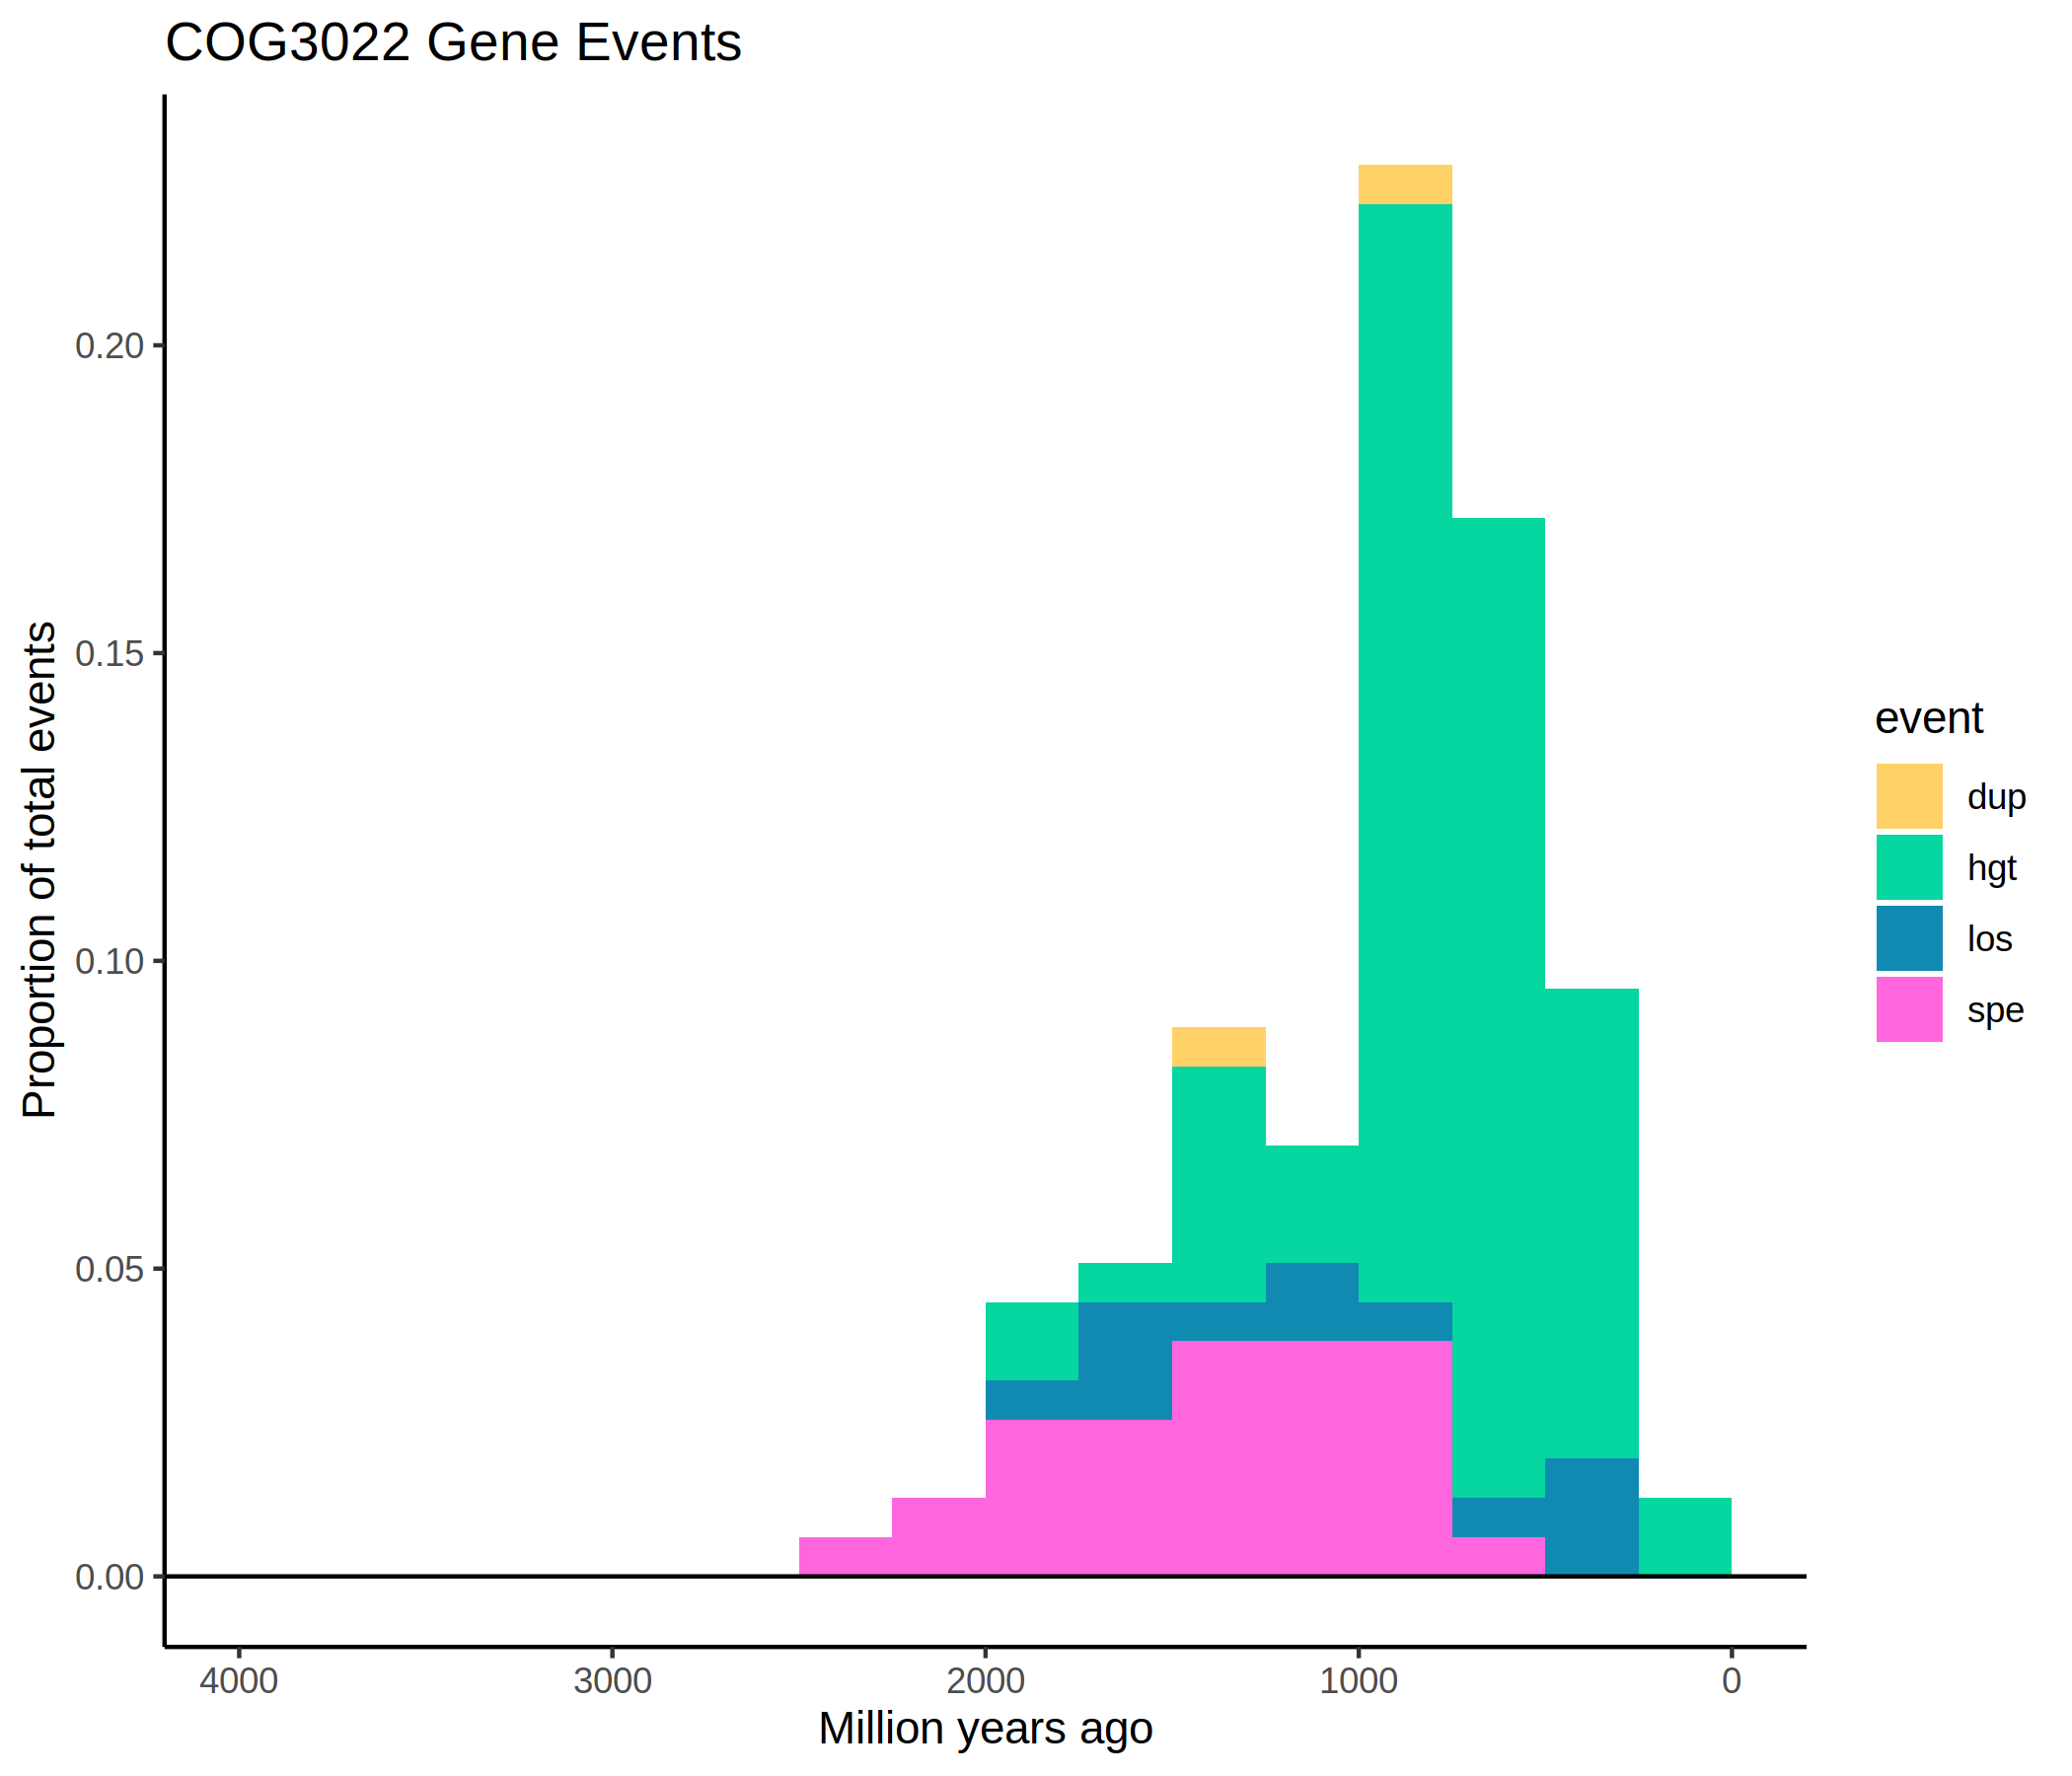 COG3022 Gene Events
Proportion of total events
0.20
0.15
0.10
0.05
0.00
4000 3000 2000 1000 0
Million years ago
event
dup
hgt
los
spe